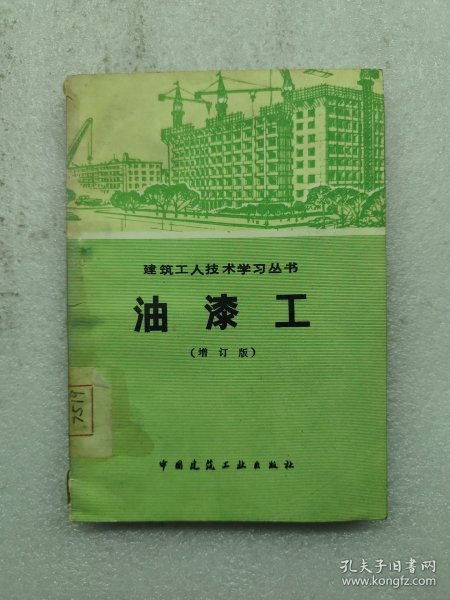 建筑工人技术学习丛书
油漆工
(增订版)
7519
中国建筑工业出版社
孔夫子旧书网
www.kongfz.com